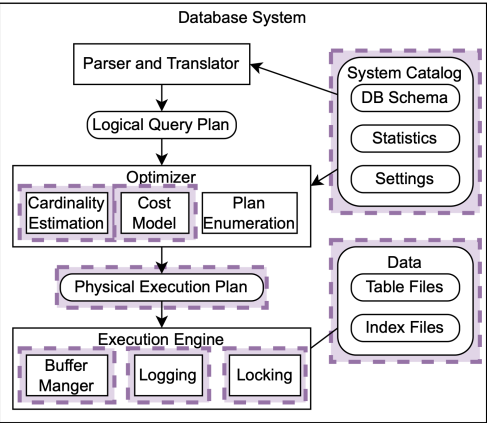 Database System
Parser and Translator
System Catalog
DB Schema
Statistics
Settings
Logical Query Plan
Optimizer
Cardinality
Estimation
Cost
Model
Plan
Enumeration
Physical Execution Plan
Data
Table Files
Index Files
Execution Engine
Buffer
Manger
Logging
Locking